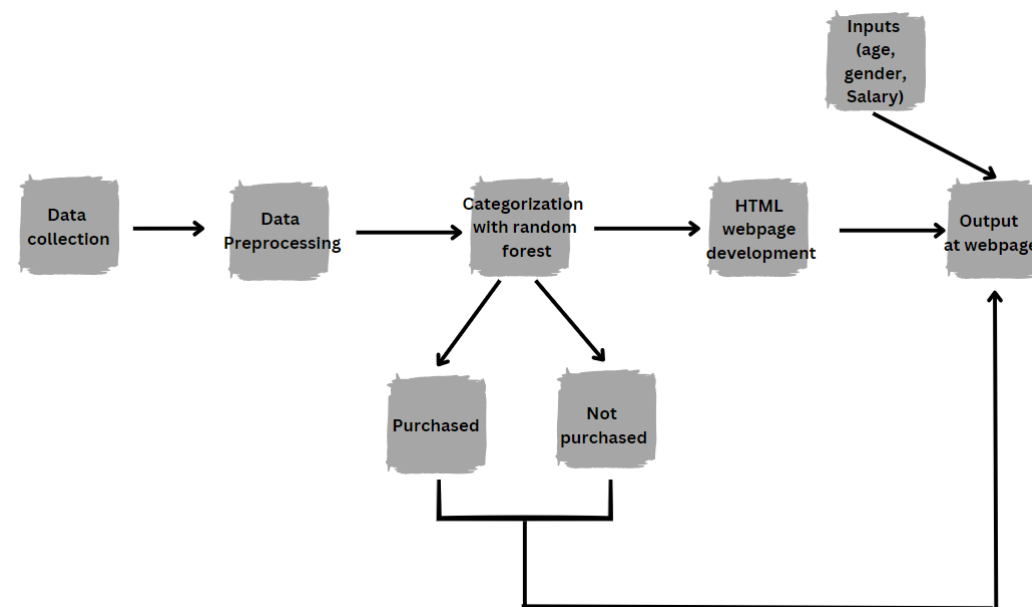 Inputs
(age,
gender,
Salary)
Data
collection
Data
Preprocessing
Categorization
with random
forest
HTML
webpage
development
Output
at webpage
Purchased
Not
purchased